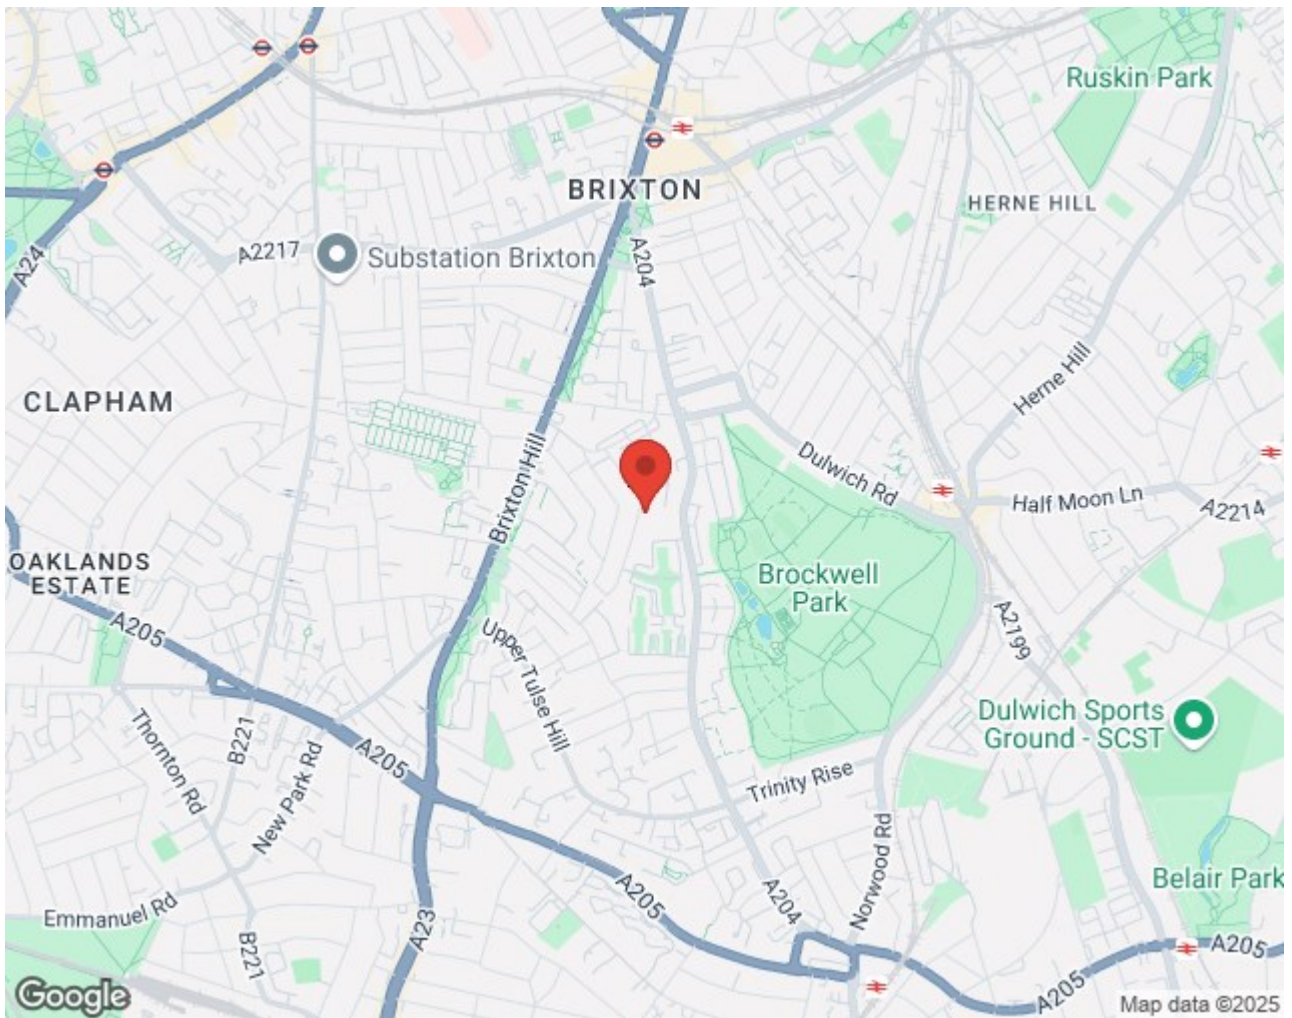 Ruskin Park
BRIXTON
HERNE HILL
A2217
Substation Brixton
A204
A24
Herne Hill
CLAPHAM
Brixton Hill
Dulwich Rd
Half Moon Ln
A2214
OAKLANDS
ESTATE
Brockwell
Park
A205
A2199
Upper Tulse Hill
Dulwich Sports
Ground - SCST
Thornton Rd
B221
New Park Rd
A205
Trinity Rise
Norwood Rd
Belair Park
A205
A204
Emmanuel Rd
A23
B221
A205
A205
Google
Map data ©2025